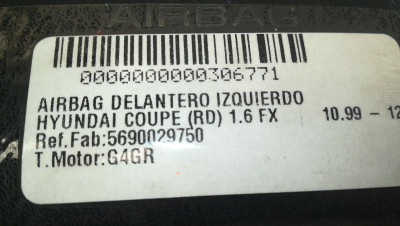 AIRBAG
0000000000306771
AIRBAG DELANTERO IZQUIERDO
HYUNDAI COUPE (RD) 1.6 FX 10.99 - 12
Ref.Fab:5690029750
T.Motor:G4GR